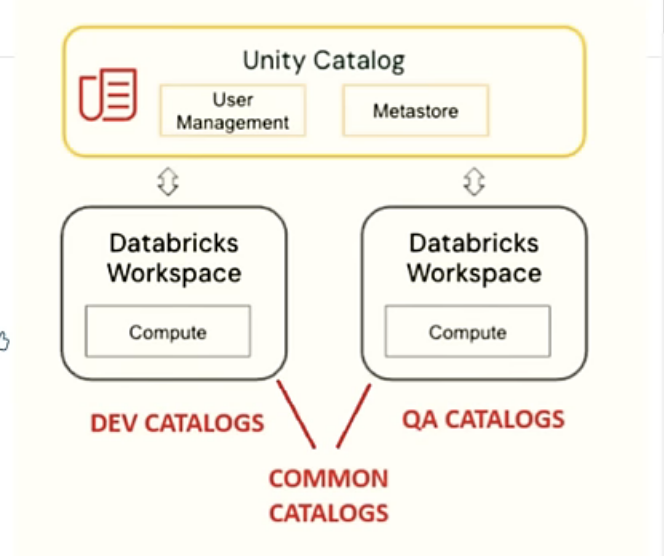 Unity Catalog
User
Management
Metastore
Databricks
Workspace
Compute
Databricks
Workspace
Compute
DEV CATALOGS
QA CATALOGS
COMMON
CATALOGS